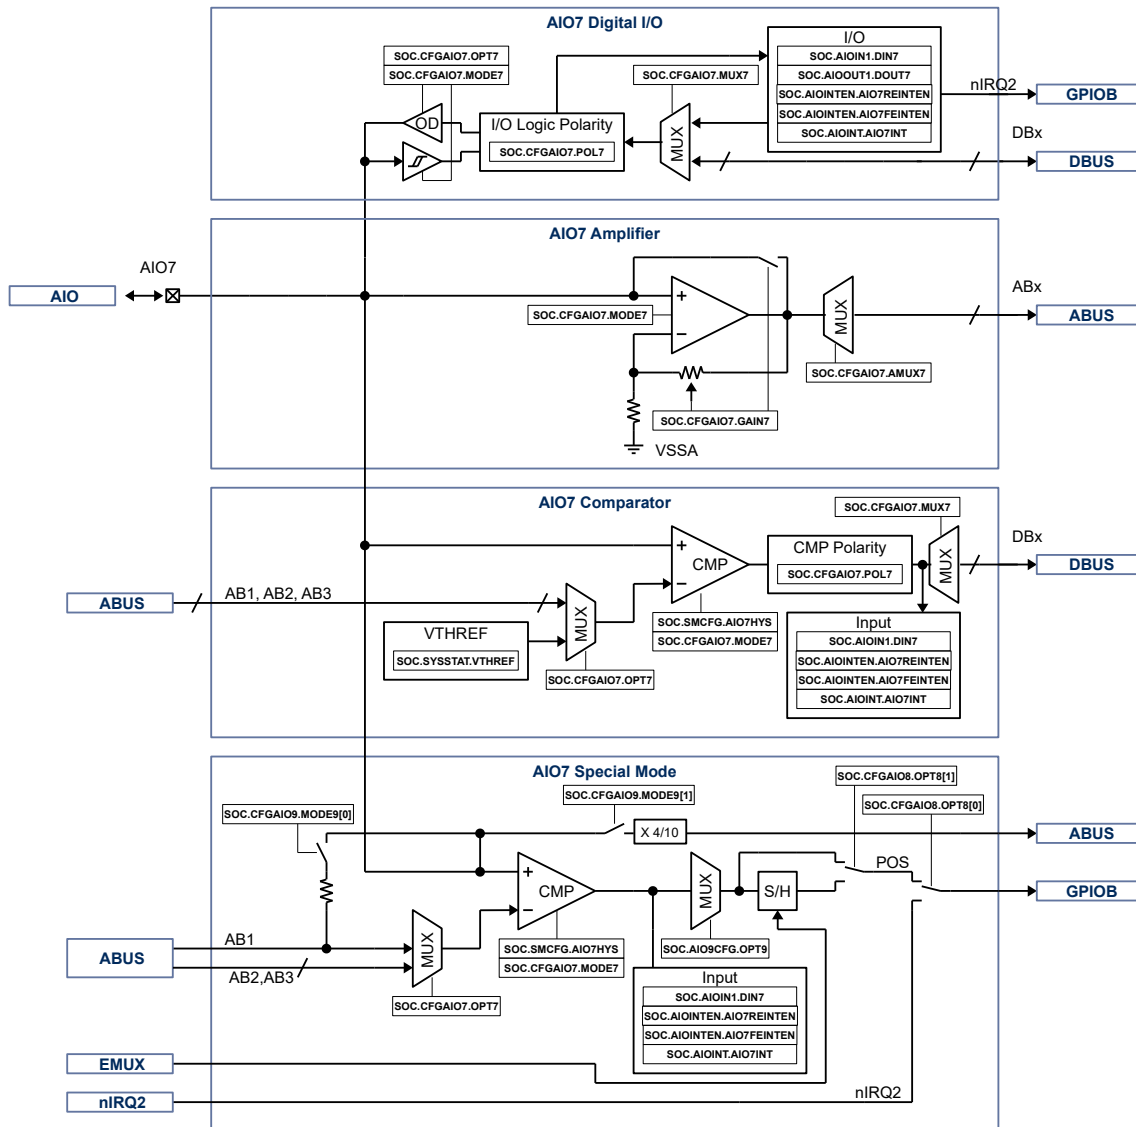 AIO7 Digital I/O
SOC.CFGAIO7.OPT7
SOC.CFGAIO7.MODE7
OD
I/O Logic Polarity
SOC.CFGAIO7.POL7
SOC.CFGAIO7.MUX7
MUX
I/O
SOC.AIOIN1.DIN7
SOC.AIOOUT1.DOUT7
SOC.AIOINTEN.AIO7REINTEN
SOC.AIOINTEN.AIO7FEINTEN
SOC.AIOINT.AIO7INT
nIRQ2
GPIOB
DBx
DBUS
AIO7 Amplifier
AIO7
AIO
SOC.CFGAIO7.MODE7
+
−
MUX
ABx
ABUS
SOC.CFGAIO7.AMUX7
SOC.CFGAIO7.GAIN7
VSSA
AIO7 Comparator
SOC.CFGAIO7.MUX7
+
CMP
−
CMP Polarity
SOC.CFGAIO7.POL7
MUX
DBx
DBUS
ABUS
AB1, AB2, AB3
MUX
VTHREF
SOC.SYSSTAT.VTHREF
SOC.CFGAIO7.OPT7
SOC.SMCFG.AIO7HYS
SOC.CFGAIO7.MODE7
Input
SOC.AIOIN1.DIN7
SOC.AIOINTEN.AIO7REINTEN
SOC.AIOINTEN.AIO7FEINTEN
SOC.AIOINT.AIO7INT
AIO7 Special Mode
SOC.CFGAIO8.OPT8[1]
SOC.CFGAIO9.MODE9[1]
SOC.CFGAIO8.OPT8[0]
SOC.CFGAIO9.MODE9[0]
X 4/10
ABUS
+
CMP
−
MUX
S/H
POS
GPIOB
ABUS
AB1
AB2,AB3
MUX
SOC.CFGAIO7.OPT7
SOC.SMCFG.AIO7HYS
SOC.CFGAIO7.MODE7
SOC.AIO9CFG.OPT9
Input
SOC.AIOIN1.DIN7
SOC.AIOINTEN.AIO7REINTEN
SOC.AIOINTEN.AIO7FEINTEN
SOC.AIOINT.AIO7INT
EMUX
nIRQ2
nIRQ2